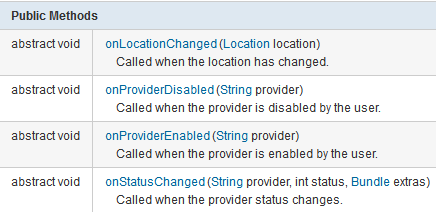 Public Methods
abstract void onLocationChanged(Location location)
Called when the location has changed.
abstract void onProviderDisabled(String provider)
Called when the provider is disabled by the user.
abstract void onProviderEnabled(String provider)
Called when the provider is enabled by the user.
abstract void onStatusChanged(String provider, int status, Bundle extras)
Called when the provider status changes.